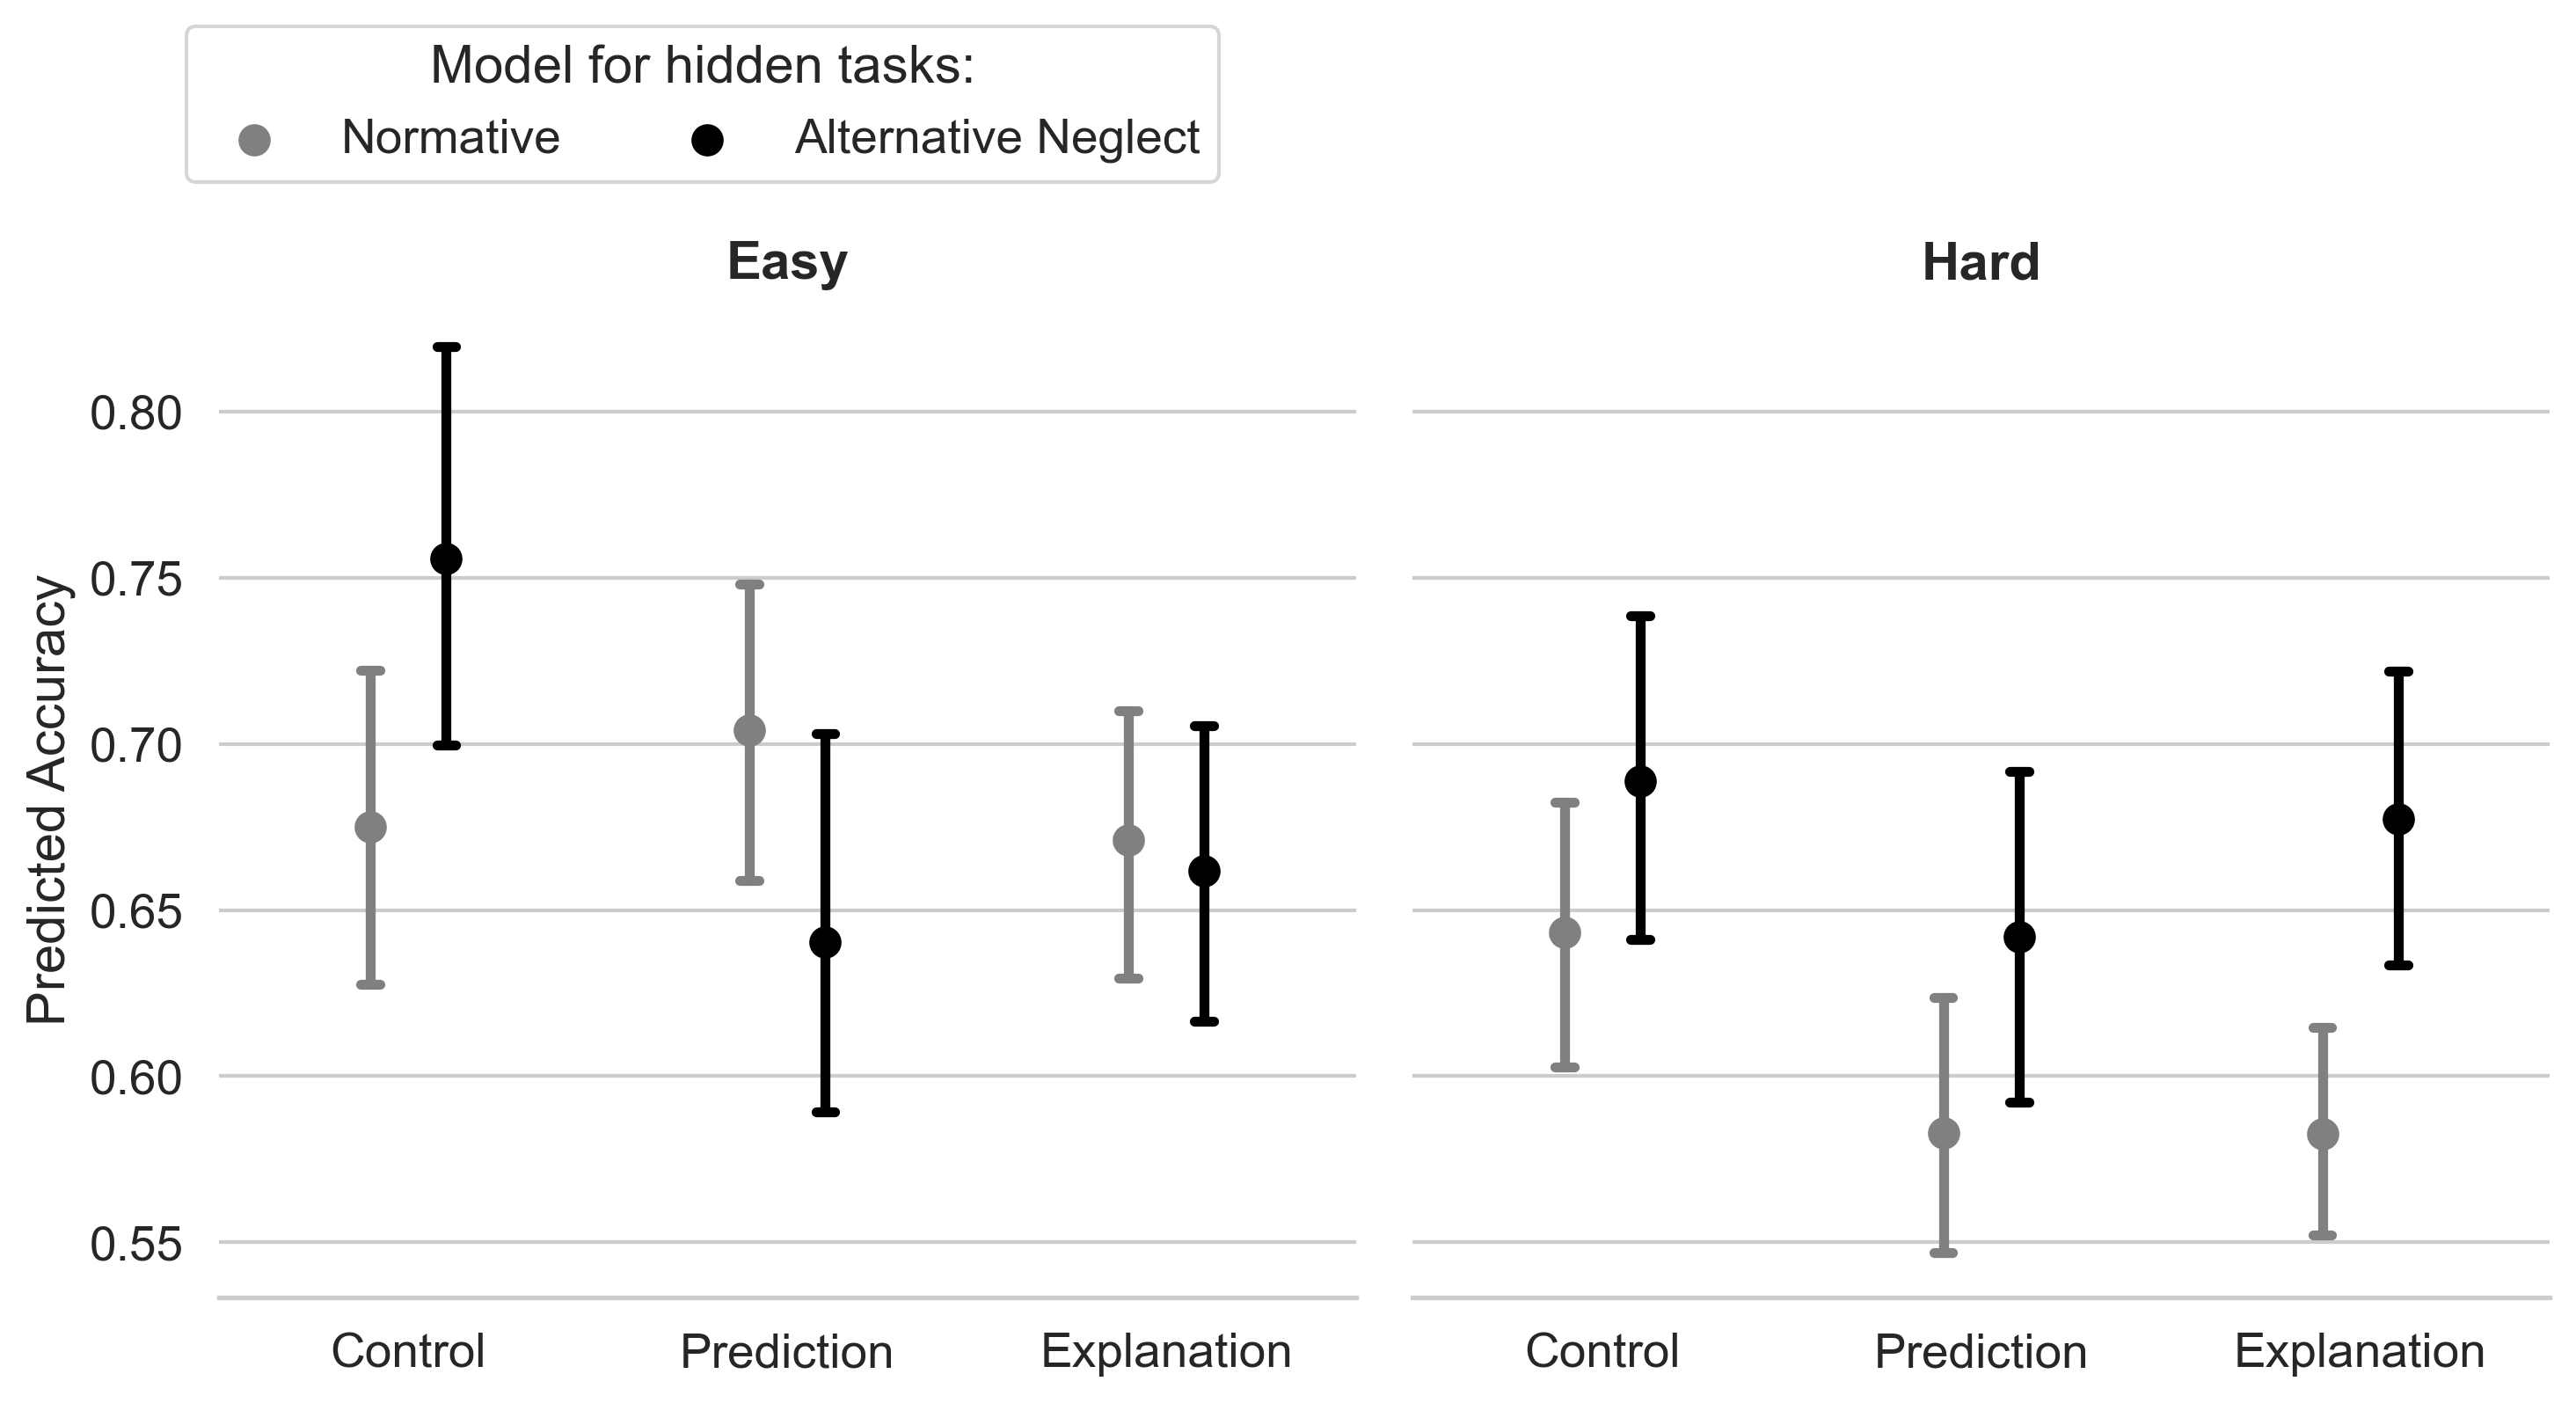 Model for hidden tasks:
Normative Alternative Neglect
Easy Hard
Predicted Accuracy
0.80
0.75
0.70
0.65
0.60
0.55
Control Prediction Explanation Control Prediction Explanation